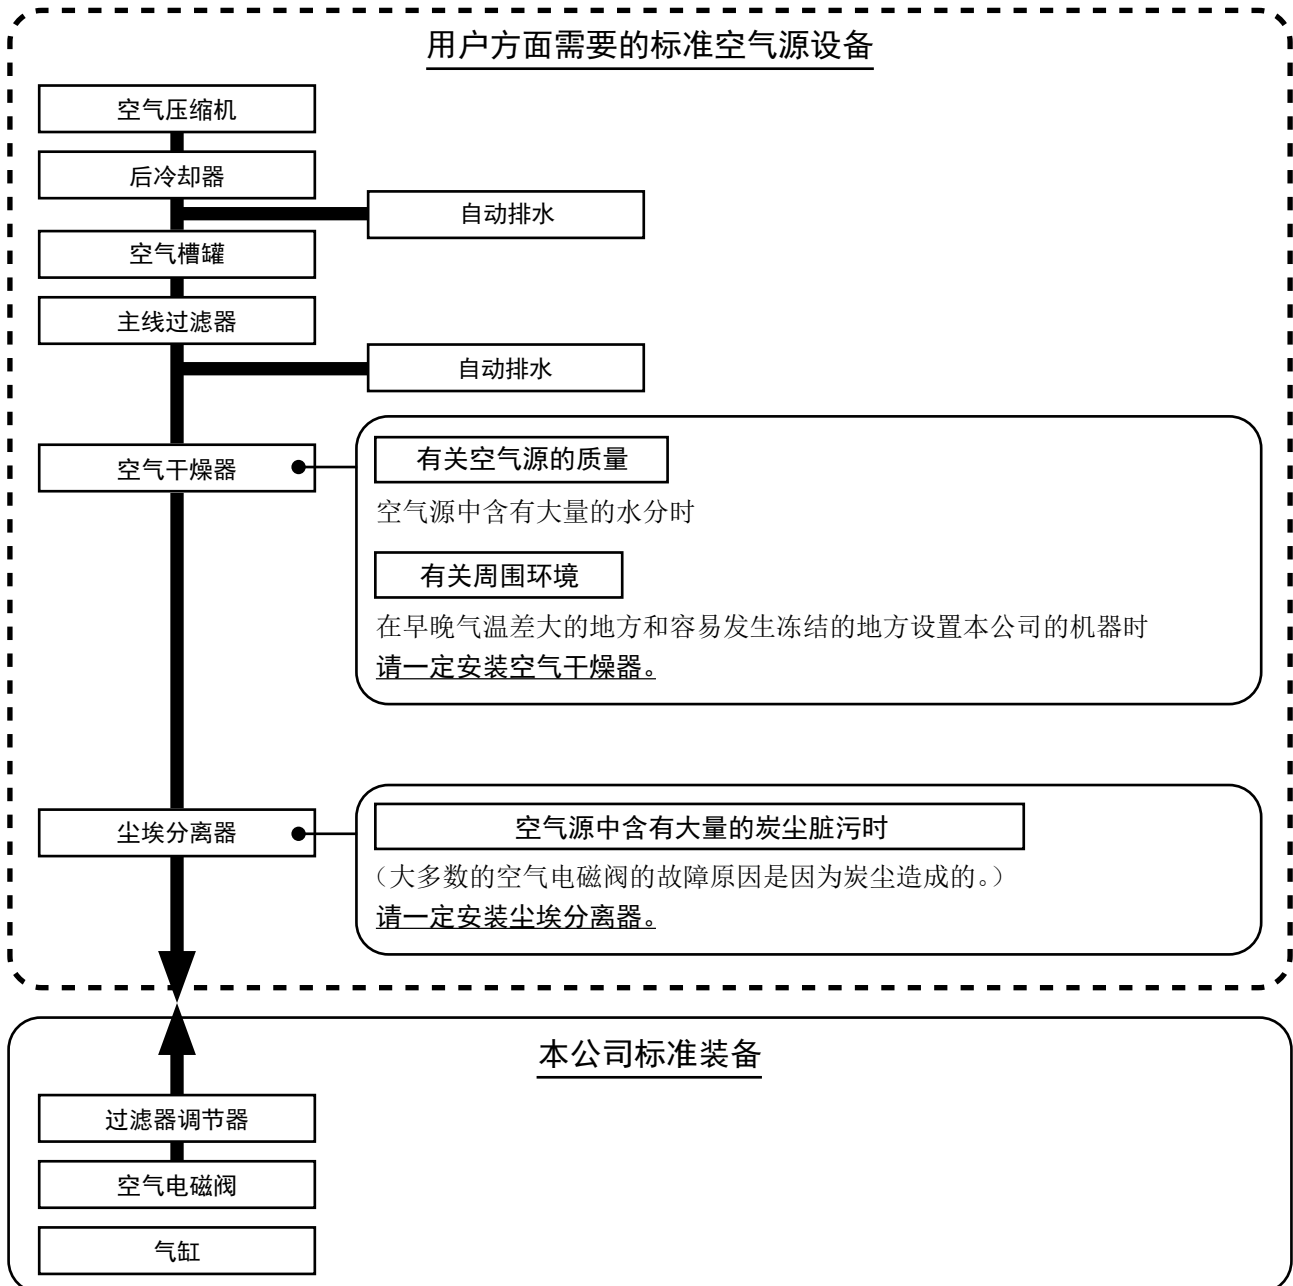 用户方面需要的标准空气源设备
空气压缩机
后冷却器
自动排水
空气槽罐
主线过滤器
自动排水
空气干燥器
有关空气源的质量
空气源中含有大量的水分时
有关周围环境
在早晚气温差大的地方和容易发生冻结的地方设置本公司的机器时
请一定安装空气干燥器。
尘埃分离器
空气源中含有大量的炭尘脏污时
（大多数的空气电磁阀的故障原因是因为炭尘造成的。）
请一定安装尘埃分离器。
本公司标准装备
过滤器调节器
空气电磁阀
气缸